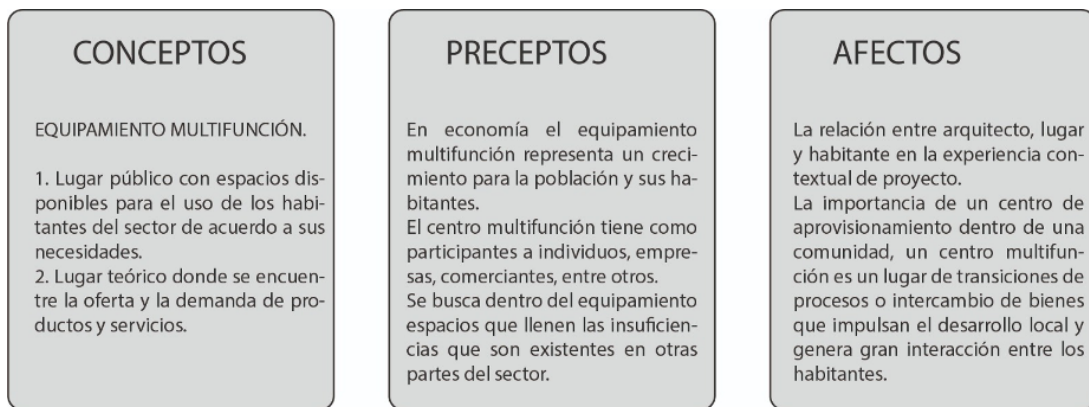 CONCEPTOS
EQUIPAMIENTO MULTIFUNCIÓN.
1. Lugar público con espacios dis-
ponibles para el uso de los habi-
tantes del sector de acuerdo a sus
necesidades.
2. Lugar teórico donde se encuen-
tre la oferta y la demanda de pro-
ductos y servicios.
PRECEPTOS
En economía el equipamiento
multifunción representa un creci-
miento para la población y sus ha-
bitantes.
El centro multifunción tiene como
participantes a individuos, empre-
sas, comerciantes, entre otros.
Se busca dentro del equipamiento
espacios que llenen las insuficien-
cias que son existentes en otras
partes del sector.
AFECTOS
La relación entre arquitecto, lugar
y habitante en la experiencia con-
textual de proyecto.
La importancia de un centro de
aprovisionamiento dentro de una
comunidad, un centro multifun-
ción es un lugar de transiciones de
procesos o intercambio de bienes
que impulsan el desarrollo local y
genera gran interacción entre los
habitantes.